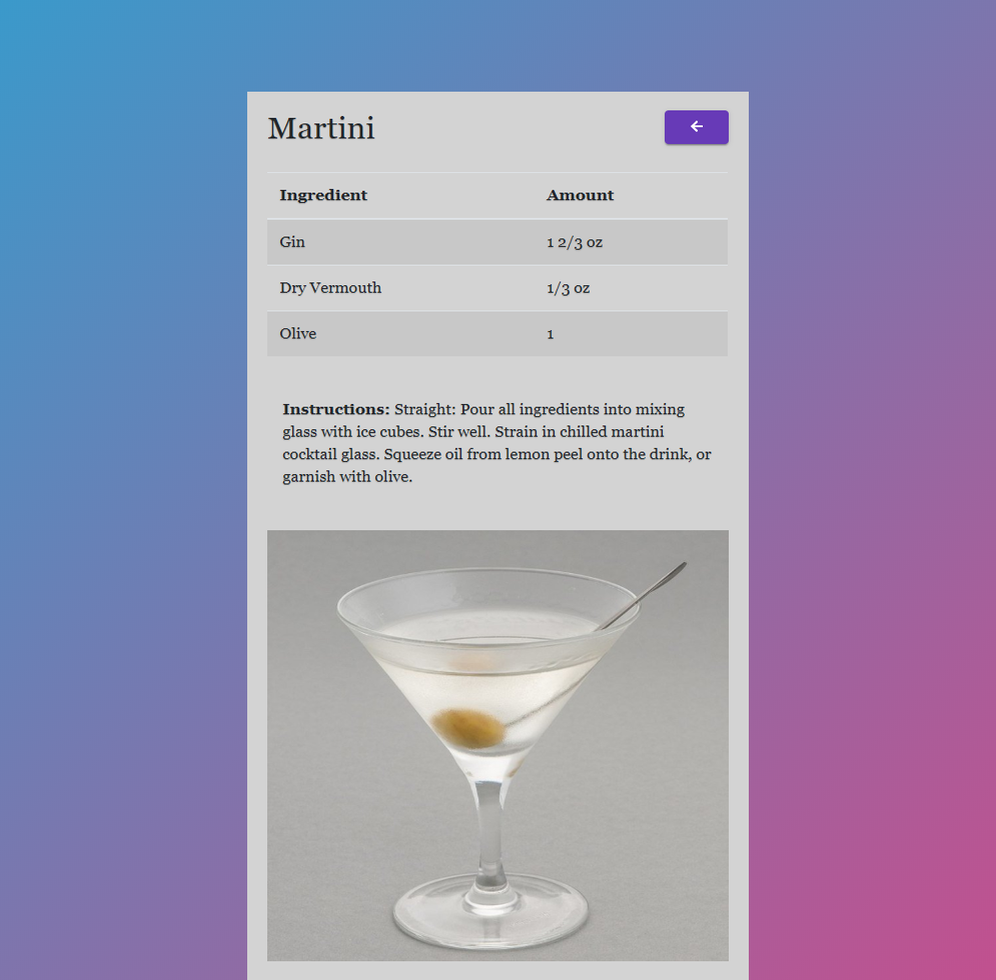 Martini
Ingredient Amount
Gin 1 2/3 oz
Dry Vermouth 1/3 oz
Olive 1
Instructions: Straight: Pour all ingredients into mixing
glass with ice cubes. Stir well. Strain in chilled martini
cocktail glass. Squeeze oil from lemon peel onto the drink, or
garnish with olive.